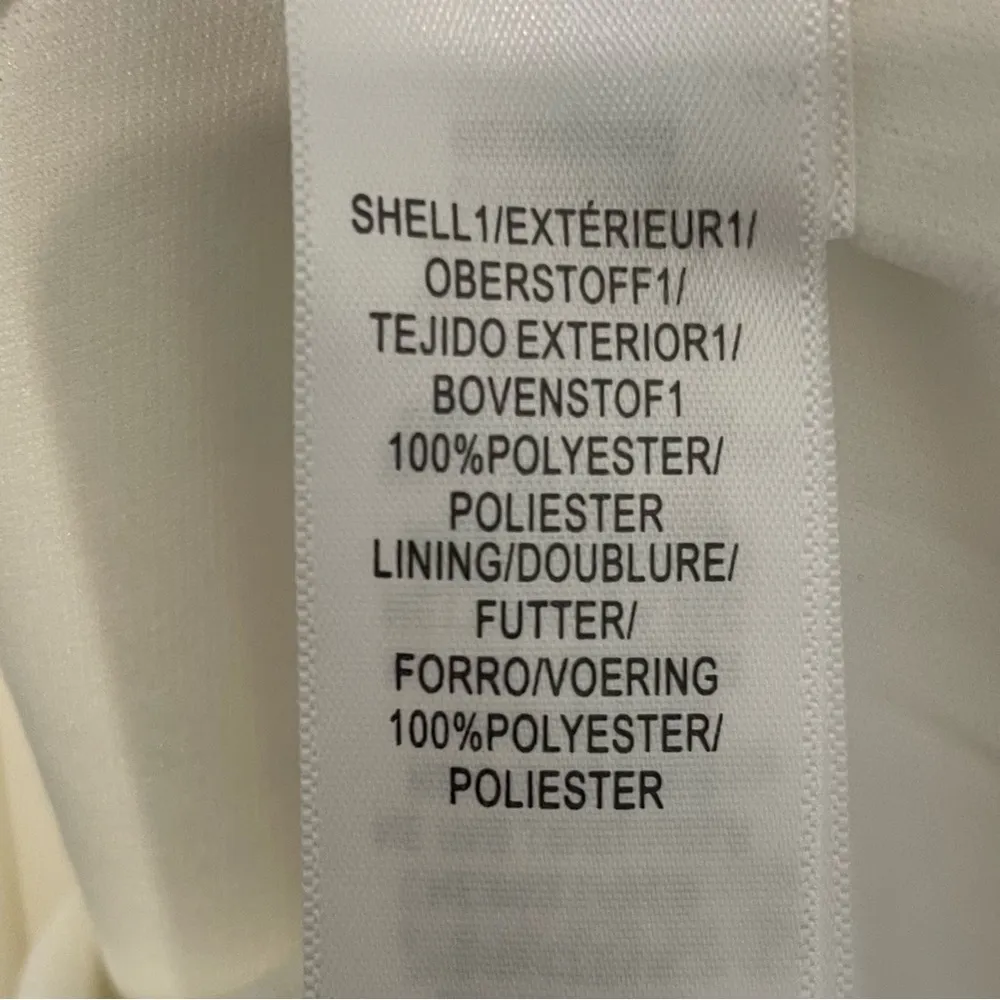 SHELL1/EXTÉRIEUR1/
OBERSTOFF1/
TEJIDO EXTERIOR1/
BOVENSTOF1
100%POLYESTER/
POLIESTER
LINING/DOUBLURE/
FUTTER/
FORRO/VOERING
100%POLYESTER/
POLIESTER